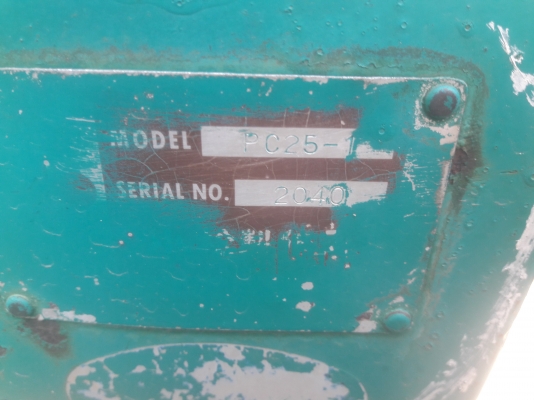 MODEL PC25-1
SERIAL NO. 2040